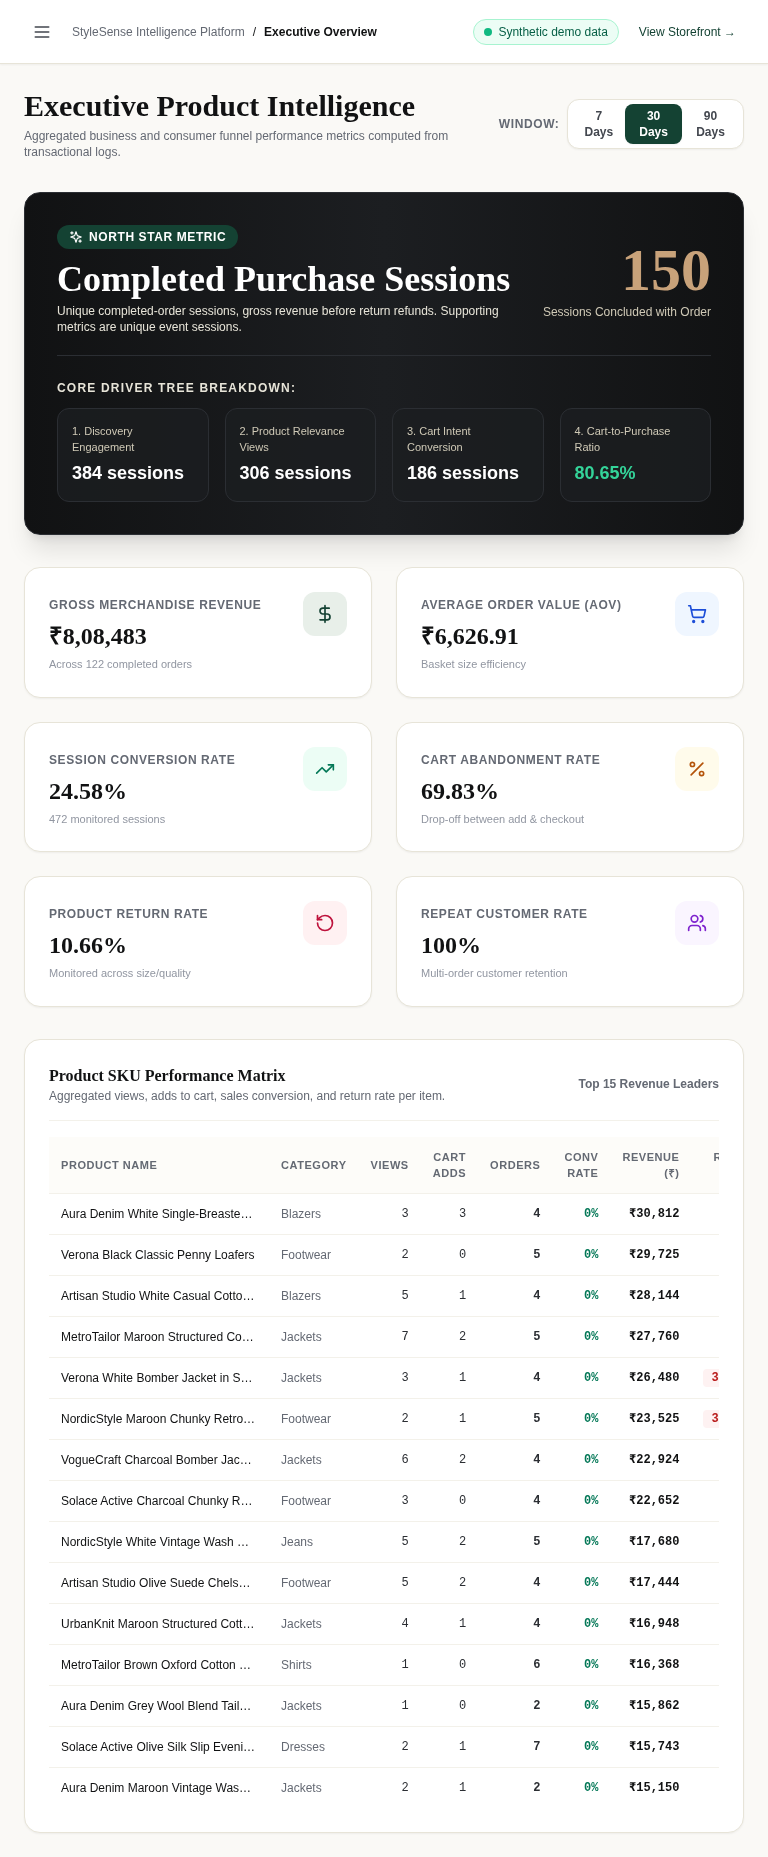 StyleSense Intelligence Platform / Executive Overview
Synthetic demo data
View Storefront →
Executive Product Intelligence
Aggregated business and consumer funnel performance metrics computed from
transactional logs.
WINDOW:
7 Days
30 Days
90 Days
NORTH STAR METRIC
Completed Purchase Sessions
Unique completed-order sessions, gross revenue before return refunds. Supporting
metrics are unique event sessions.
150
Sessions Concluded with Order
CORE DRIVER TREE BREAKDOWN:
1. Discovery
Engagement
384 sessions
2. Product Relevance
Views
306 sessions
3. Cart Intent
Conversion
186 sessions
4. Cart-to-Purchase
Ratio
80.65%
GROSS MERCHANDISE REVENUE
₹8,08,483
Across 122 completed orders
AVERAGE ORDER VALUE (AOV)
₹6,626.91
Basket size efficiency
SESSION CONVERSION RATE
24.58%
472 monitored sessions
CART ABANDONMENT RATE
69.83%
Drop-off between add & checkout
PRODUCT RETURN RATE
10.66%
Monitored across size/quality
REPEAT CUSTOMER RATE
100%
Multi-order customer retention
Product SKU Performance Matrix
Aggregated views, adds to cart, sales conversion, and return rate per item.
Top 15 Revenue Leaders
PRODUCT NAME CATEGORY VIEWS CART ADDS ORDERS CONV RATE REVENUE (₹)
Aura Denim White Single-Breaste… Blazers 3 3 4 0% ₹30,812
Verona Black Classic Penny Loafers Footwear 2 0 5 0% ₹29,725
Artisan Studio White Casual Cotto… Blazers 5 1 4 0% ₹28,144
MetroTailor Maroon Structured Co… Jackets 7 2 5 0% ₹27,760
Verona White Bomber Jacket in S… Jackets 3 1 4 0% ₹26,480 3
NordicStyle Maroon Chunky Retro… Footwear 2 1 5 0% ₹23,525 3
VogueCraft Charcoal Bomber Jac… Jackets 6 2 4 0% ₹22,924
Solace Active Charcoal Chunky R… Footwear 3 0 4 0% ₹22,652
NordicStyle White Vintage Wash … Jeans 5 2 5 0% ₹17,680
Artisan Studio Olive Suede Chels… Footwear 5 2 4 0% ₹17,444
UrbanKnit Maroon Structured Cott… Jackets 4 1 4 0% ₹16,948
MetroTailor Brown Oxford Cotton … Shirts 1 0 6 0% ₹16,368
Aura Denim Grey Wool Blend Tail… Jackets 1 0 2 0% ₹15,862
Solace Active Olive Silk Slip Eveni… Dresses 2 1 7 0% ₹15,743
Aura Denim Maroon Vintage Was… Jackets 2 1 2 0% ₹15,150